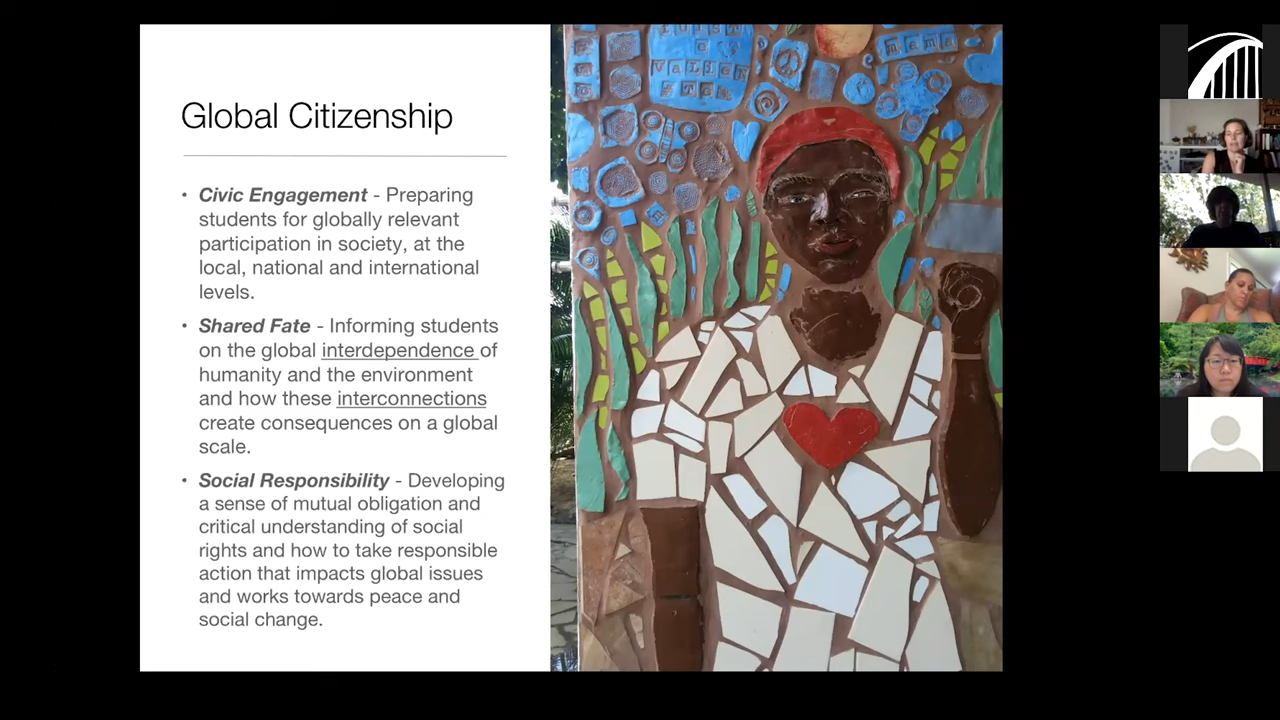 Global Citizenship
• Civic Engagement - Preparing
students for globally relevant
participation in society, at the
local, national and international
levels.
• Shared Fate - Informing students
on the global interdependence of
humanity and the environment
and how these interconnections
create consequences on a global
scale.
• Social Responsibility - Developing
a sense of mutual obligation and
critical understanding of social
rights and how to take responsible
action that impacts global issues
and works towards peace and
social change.
mama